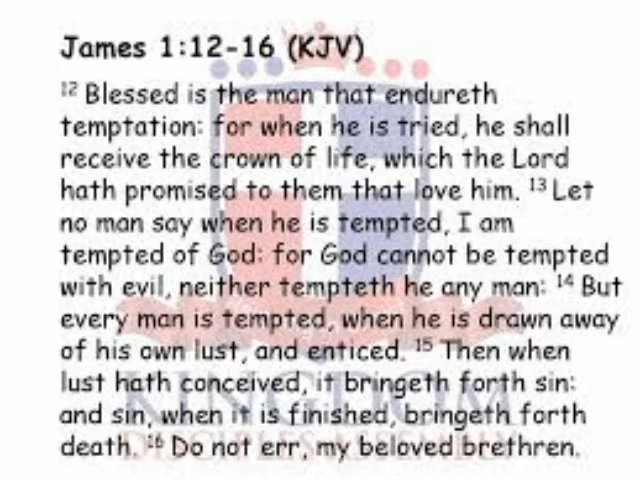 James 1:12-16 (KJV)
12 Blessed is the man that endureth
temptation: for when he is tried, he shall
receive the crown of life, which the Lord
hath promised to them that love him. 13 Let
no man say when he is tempted, I am
tempted of God: for God cannot be tempted
with evil, neither tempteth he any man: 14 But
every man is tempted, when he is drawn away
of his own lust, and enticed. 15 Then when
lust hath conceived, it bringeth forth sin:
and sin, when it is finished, bringeth forth
death. 16 Do not err, my beloved brethren.
KINGDOM
DISCIPLES